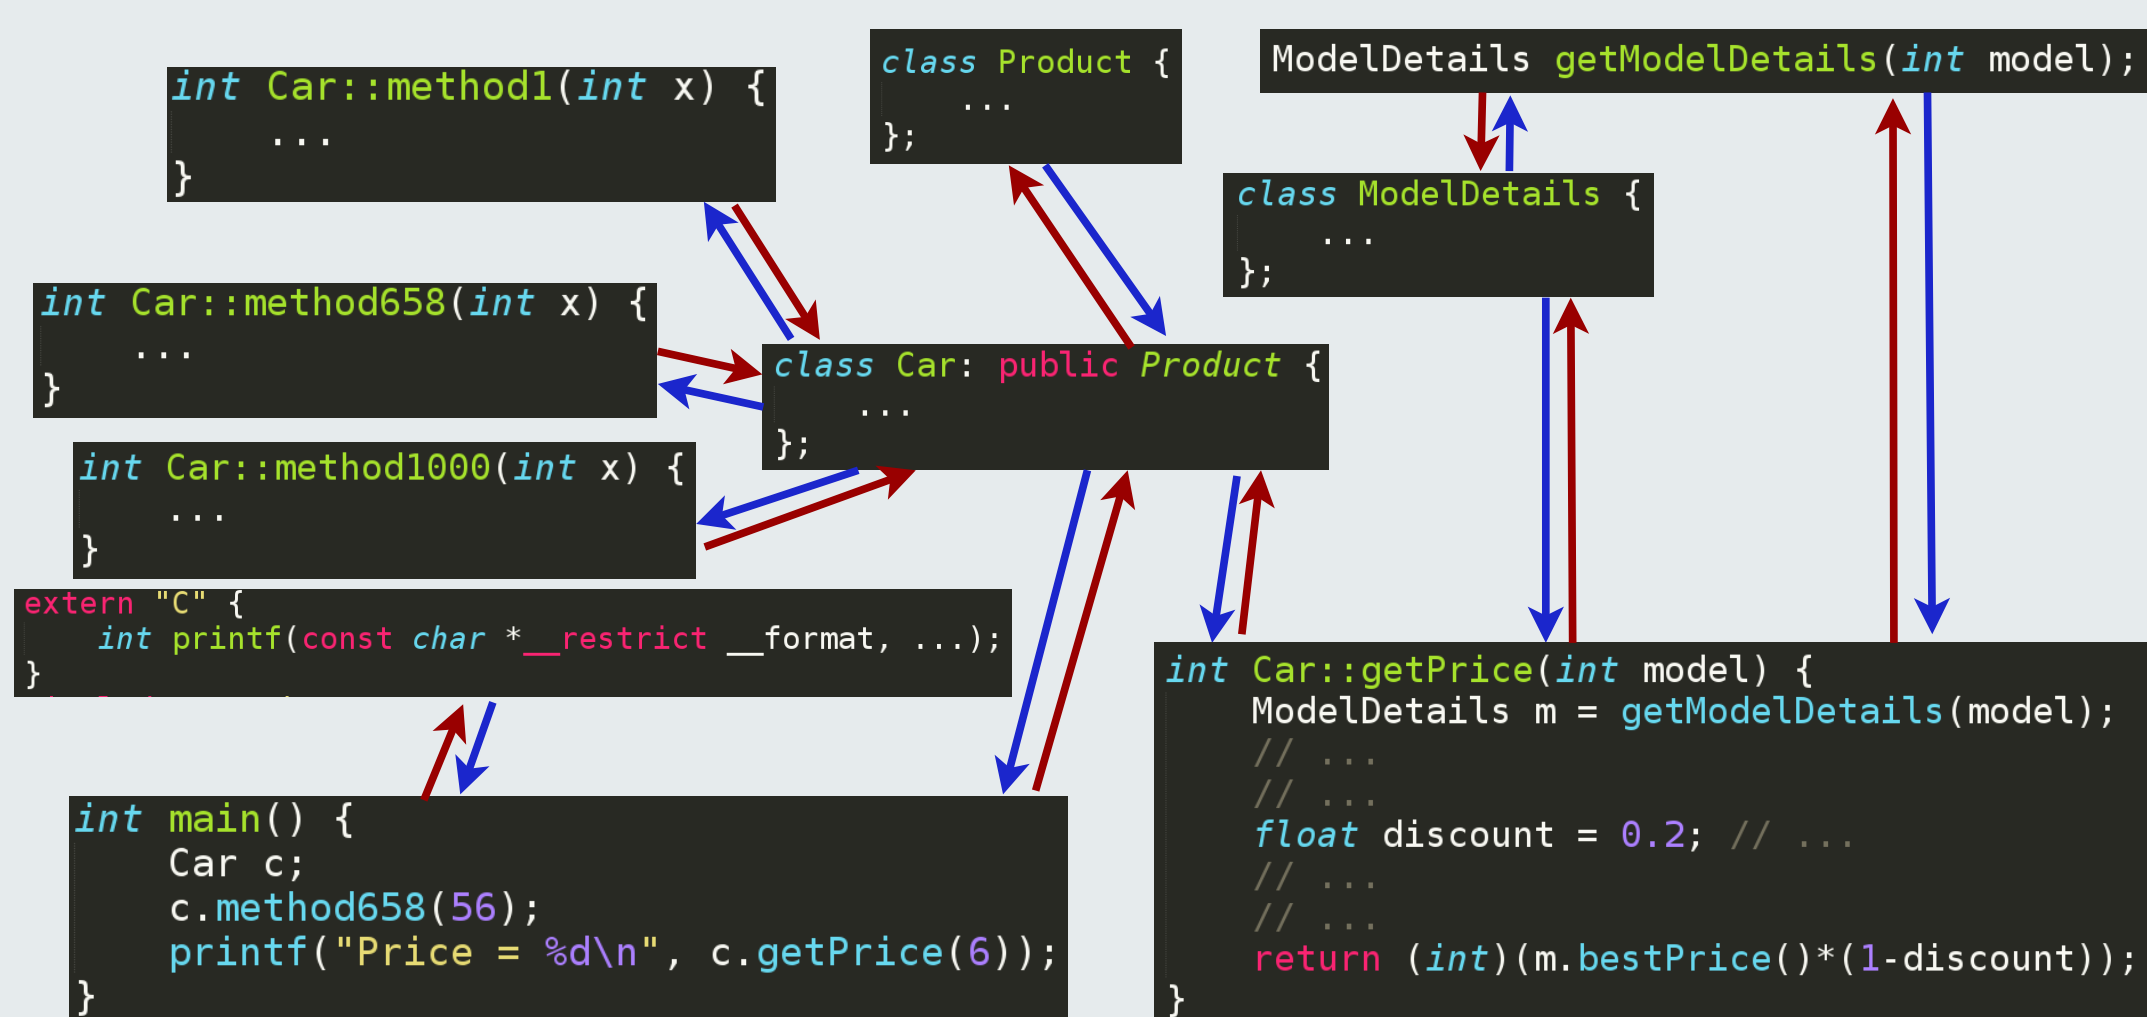 int Car::method1(int x) {
...
}
class Product {
...
};
ModelDetails getModelDetails(int model);
class ModelDetails {
...
};
int Car::method658(int x) {
...
}
class Car: public Product {
...
};
int Car::method1000(int x) {
...
}
extern "C" {
int printf(const char *__restrict __format, ...);
}
int main() {
Car c;
c.method658(56);
printf("Price = %d\n", c.getPrice(6));
}
int Car::getPrice(int model) {
ModelDetails m = getModelDetails(model);
// ...
// ...
float discount = 0.2; // ...
// ...
// ...
return (int)(m.bestPrice()*(1-discount));
}